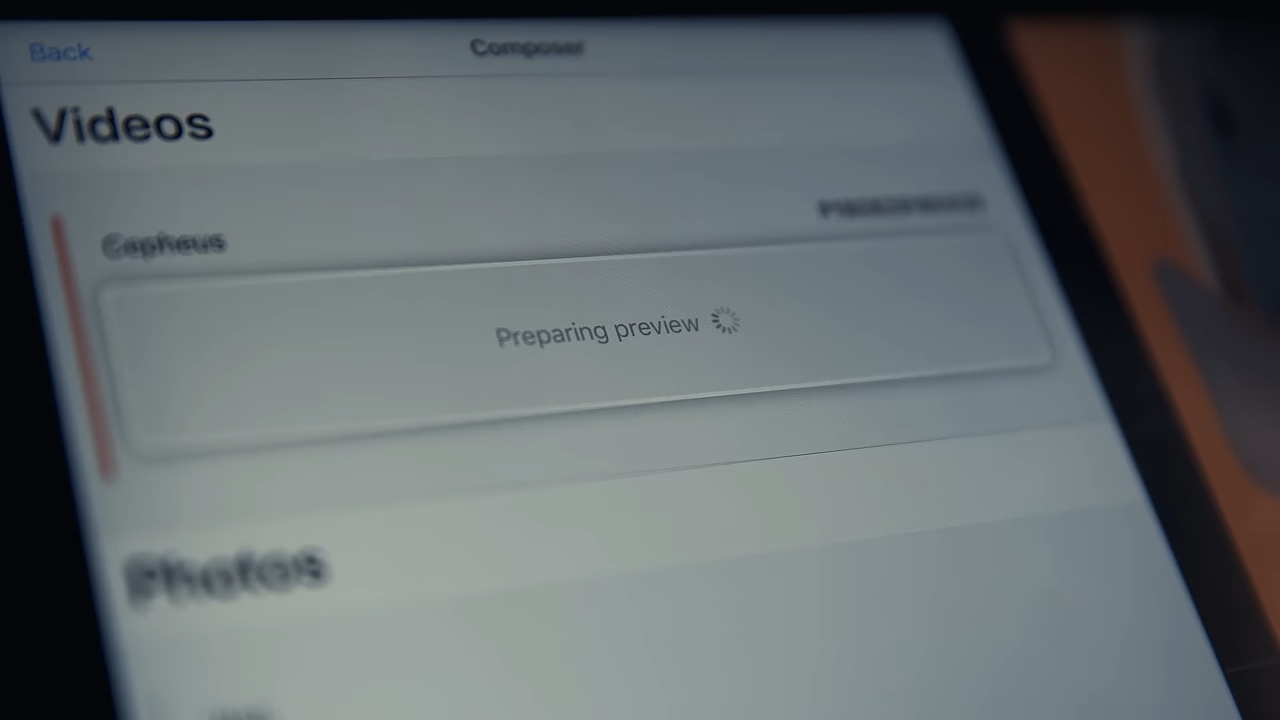 Back
Composer
Videos
Cepheus
Preparing preview
Photos